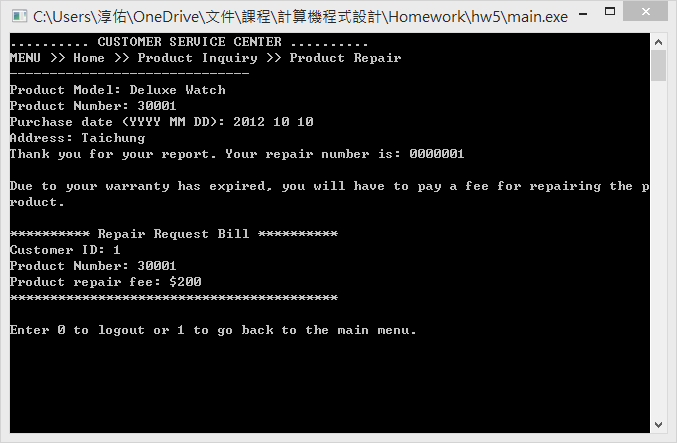 C:\Users\淳佑\OneDrive\文件\課程\計算機程式設計\Homework\hw5\main.exe
.......... CUSTOMER SERVICE CENTER ..........
MENU >> Home >> Product Inquiry >> Product Repair
------------------------------
Product Model: Deluxe Watch
Product Number: 30001
Purchase date (YYYY MM DD): 2012 10 10
Address: Taichung
Thank you for your report. Your repair number is: 0000001
Due to your warranty has expired, you will have to pay a fee for repairing the p
roduct.
********** Repair Request Bill **********
Customer ID: 1
Product Number: 30001
Product repair fee: $200
*****************************************
Enter 0 to logout or 1 to go back to the main menu.